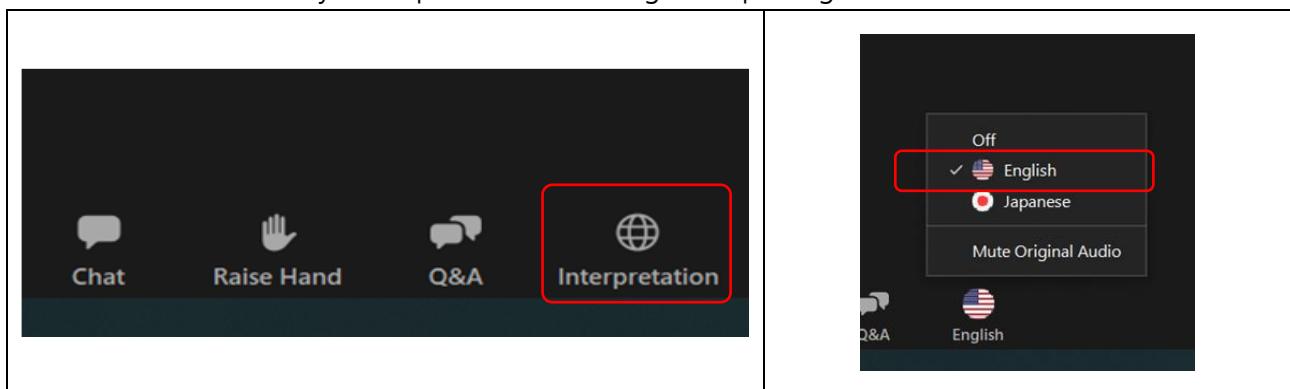 Chat Raise Hand Q&A Interpretation
Off
English
Japanese
Mute Original Audio
Q&A English